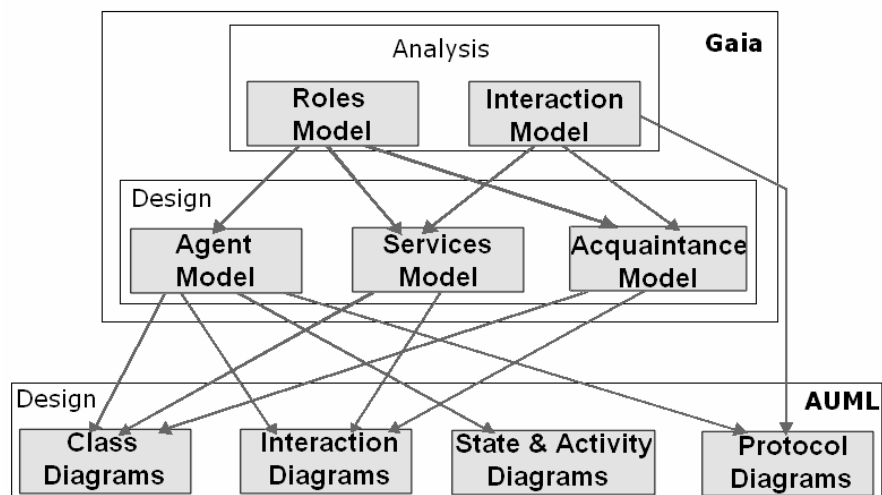 Gaia
Analysis
Roles
Model
Interaction
Model
Design
Agent
Model
Services
Model
Acquaintance
Model
Design
AUML
Class
Diagrams
Interaction
Diagrams
State & Activity
Diagrams
Protocol
Diagrams